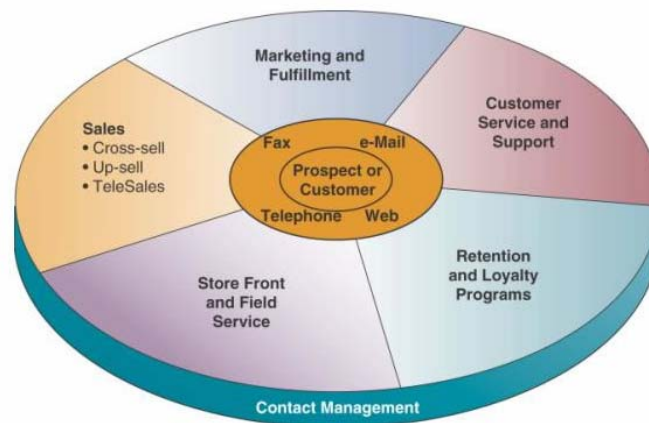 Marketing and
Fulfillment
Customer
Service and
Support
Sales
• Cross-sell
• Up-sell
• TeleSales
Fax e-Mail
Prospect or
Customer
Telephone Web
Retention
and Loyalty
Programs
Store Front
and Field
Service
Contact Management